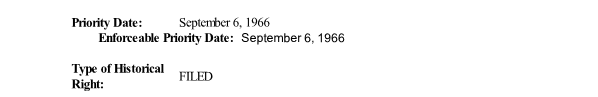 Priority Date: September 6, 1966
Enforceable Priority Date: September 6, 1966
Type of Historical
Right: FILED